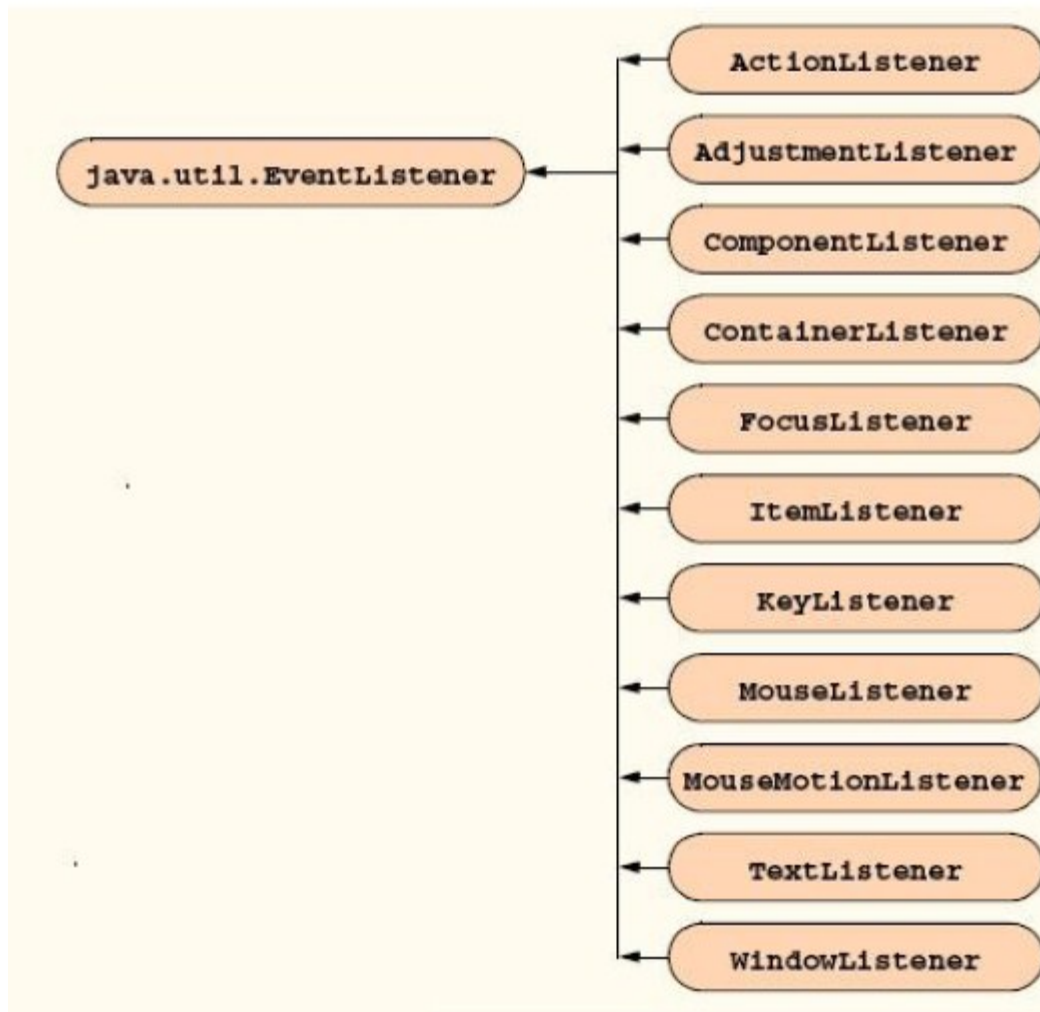 ActionListener
AdjustmentListener
java.util.EventListener
ComponentListener
ContainerListener
FocusListener
ItemListener
KeyListener
MouseListener
MouseMotionListener
TextListener
WindowListener